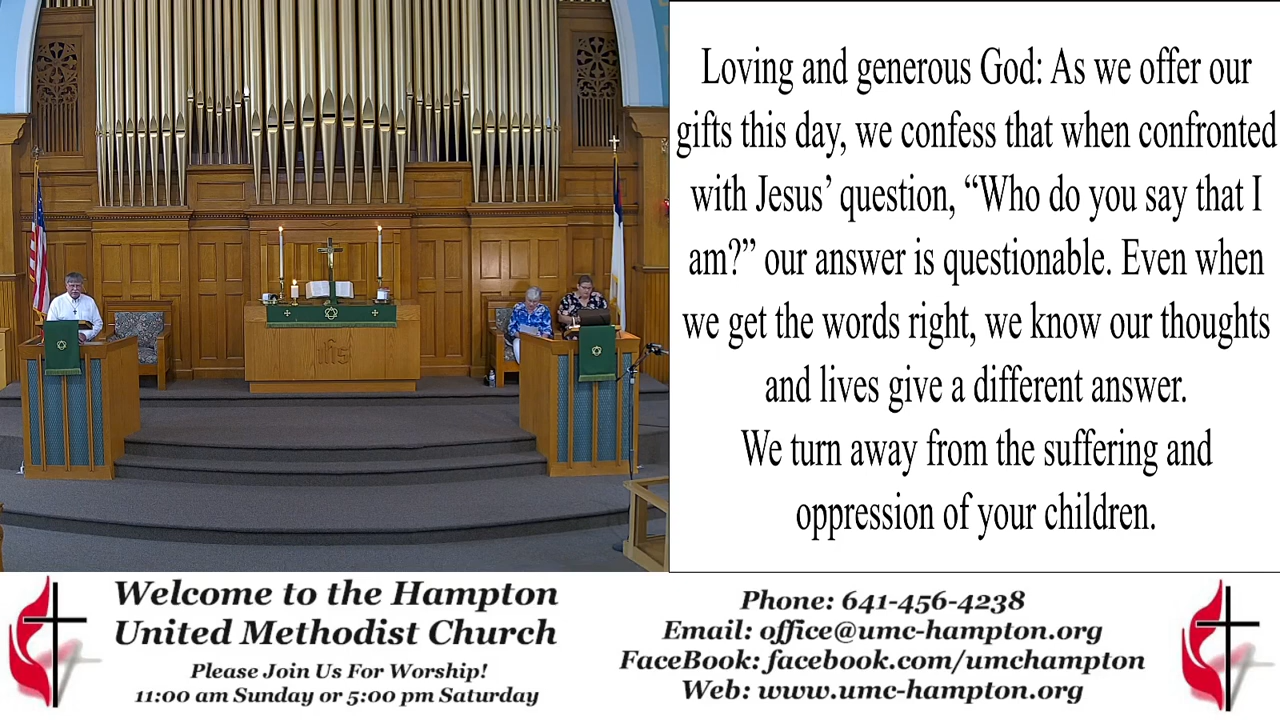 Loving and generous God: As we offer our
gifts this day, we confess that when confronted
with Jesus’ question, “Who do you say that I
am?” our answer is questionable. Even when
we get the words right, we know our thoughts
and lives give a different answer.
We turn away from the suffering and
oppression of your children.
ihs
Welcome to the Hampton
United Methodist Church
Please Join Us For Worship!
11:00 am Sunday or 5:00 pm Saturday
Phone: 641-456-4238
Email: office@umc-hampton.org
FaceBook: facebook.com/umchampton
Web: www.umc-hampton.org